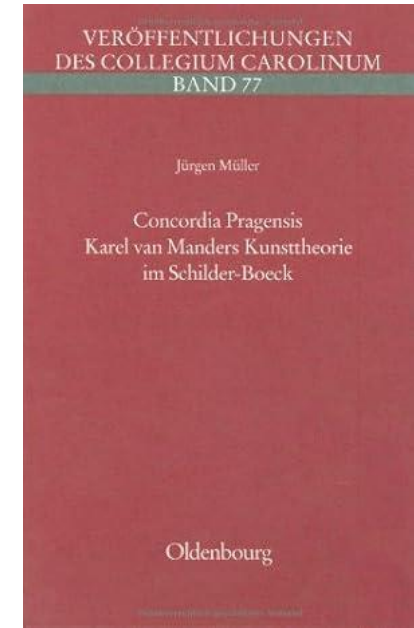 VERÖFFENTLICHUNGEN
DES COLLEGIUM CAROLINUM
BAND 77
Jürgen Müller
Concordia Pragensis
Karel van Manders Kunsttheorie
im Schilder-Boeck
Oldenbourg